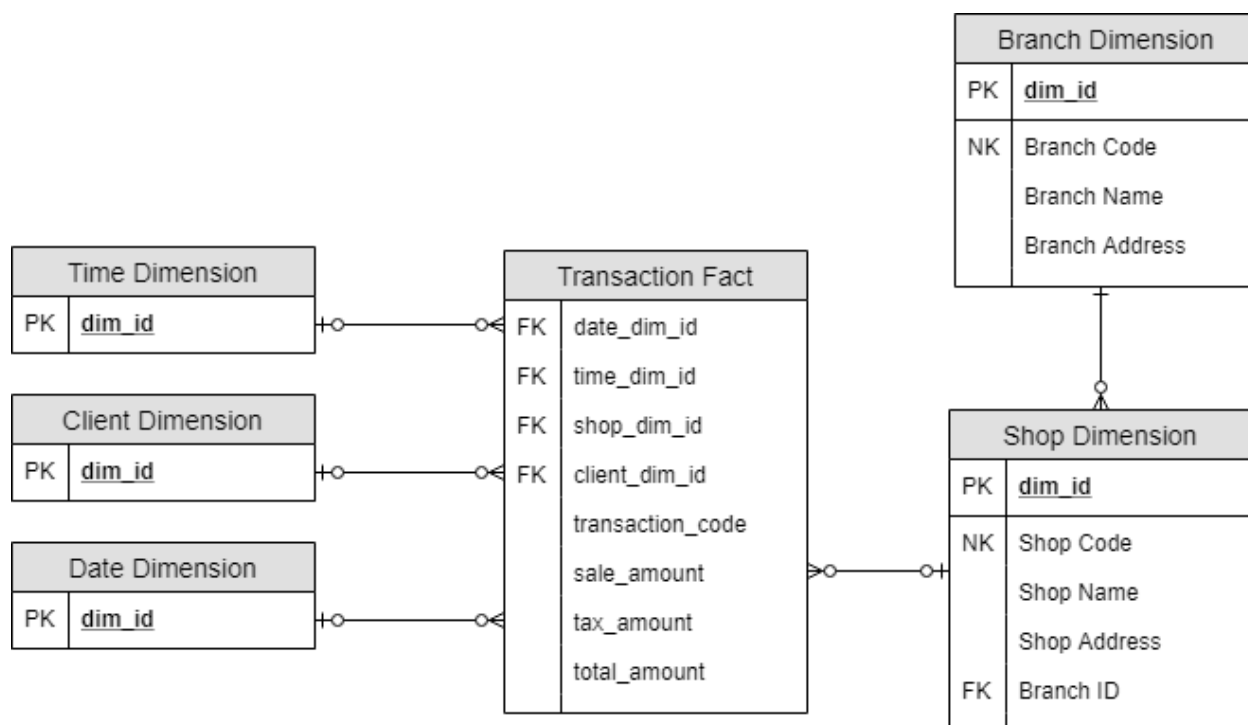 Branch Dimension
PK dim_id
NK Branch Code
Branch Name
Branch Address
Time Dimension
PK dim_id
Client Dimension
PK dim_id
Date Dimension
PK dim_id
Transaction Fact
FK date_dim_id
FK time_dim_id
FK shop_dim_id
FK client_dim_id
transaction_code
sale_amount
tax_amount
total_amount
Shop Dimension
PK dim_id
NK Shop Code
Shop Name
Shop Address
FK Branch ID